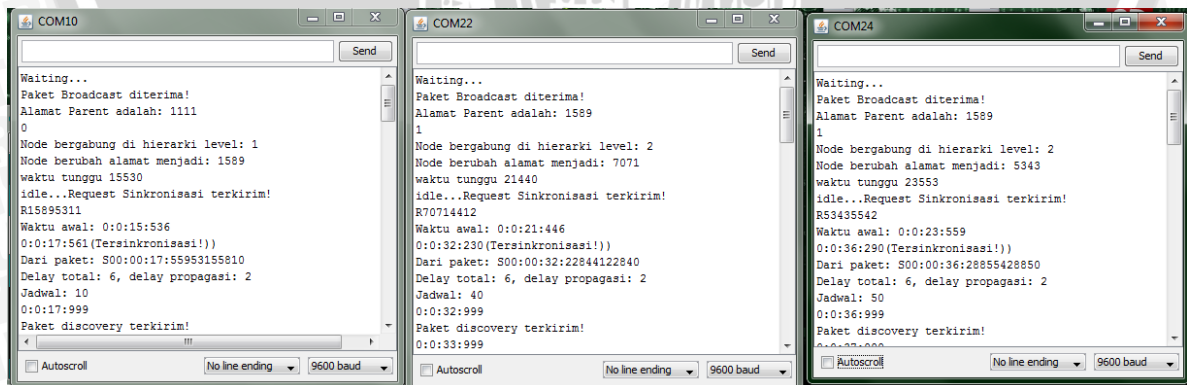 COM10
Send
Waiting...
Paket Broadcast diterima!
Alamat Parent adalah: 1111
0
Node bergabung di hierarki level: 1
Node berubah alamat menjadi: 1589
waktu tunggu 15530
idle...Request Sinkronisasi terkirim!
R15895311
Waktu awal: 0:0:15:536
0:0:17:561(Tersinkronisasi!))
Dari paket: S00:00:17:55953155810
Delay total: 6, delay propagasi: 2
Jadwal: 10
0:0:17:999
Paket discovery terkirim!
Autoscroll
No line ending
9600 baud
COM22
Send
Waiting...
Paket Broadcast diterima!
Alamat Parent adalah: 1589
1
Node bergabung di hierarki level: 2
Node berubah alamat menjadi: 7071
waktu tunggu 21440
idle...Request Sinkronisasi terkirim!
R70714412
Waktu awal: 0:0:21:446
0:0:32:230(Tersinkronisasi!))
Dari paket: S00:00:32:22844122840
Delay total: 6, delay propagasi: 2
Jadwal: 40
0:0:32:999
Paket discovery terkirim!
0:0:33:999
Autoscroll
No line ending
9600 baud
COM24
Send
Waiting...
Paket Broadcast diterima!
Alamat Parent adalah: 1589
1
Node bergabung di hierarki level: 2
Node berubah alamat menjadi: 5343
waktu tunggu 23553
idle...Request Sinkronisasi terkirim!
R53435542
Waktu awal: 0:0:23:559
0:0:36:290(Tersinkronisasi!))
Dari paket: S00:00:36:28855428850
Delay total: 6, delay propagasi: 2
Jadwal: 50
0:0:36:999
Paket discovery terkirim!
Autoscroll
No line ending
9600 baud